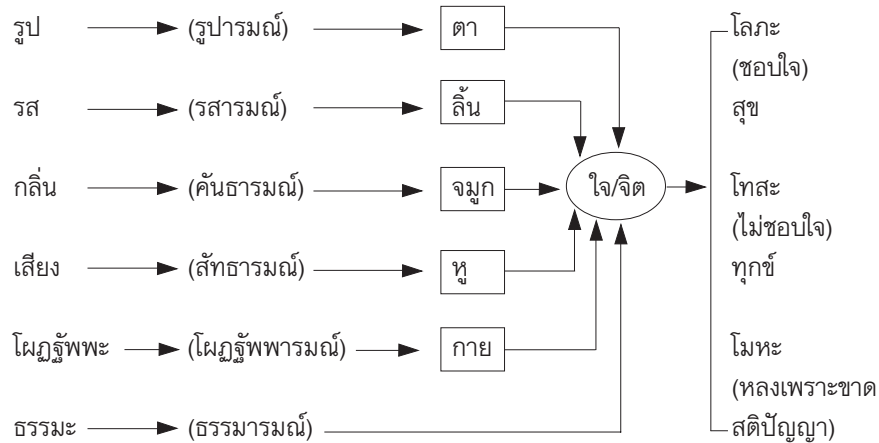 รูป (รูปารมณ์) ตา
รส (รสารมณ์) ลิ้น
กลิ่น (คันธารมณ์) จมูก
เสียง (สัทธารมณ์) หู
โผฏฐัพพะ (โผฏฐัพพารมณ์) กาย
ธรรมะ (ธรรมารมณ์)
ใจ/จิต
โลภะ
(ชอบใจ)
สุข
โทสะ
(ไม่ชอบใจ)
ทุกข์
โมหะ
(หลงเพราะขาด
สติปัญญา)